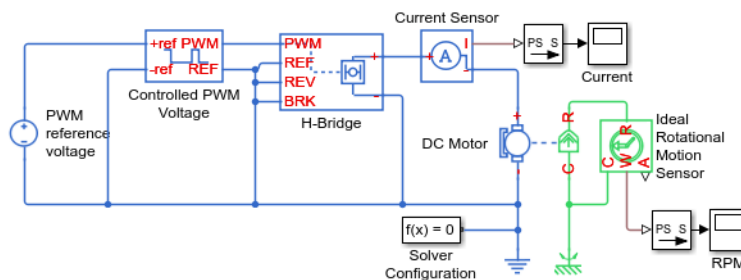 Current Sensor
+ref PWM
-ref REF
Controlled PWM
Voltage
PWM
REF
REV
BRK
+
-
H-Bridge
+
A
I
-
PS S
Current
PWM
reference
voltage
+
-
DC Motor
+
-
R
C
C W A
R
Ideal
Rotational
Motion
Sensor
f(x) = 0
Solver
Configuration
PS S
RPM